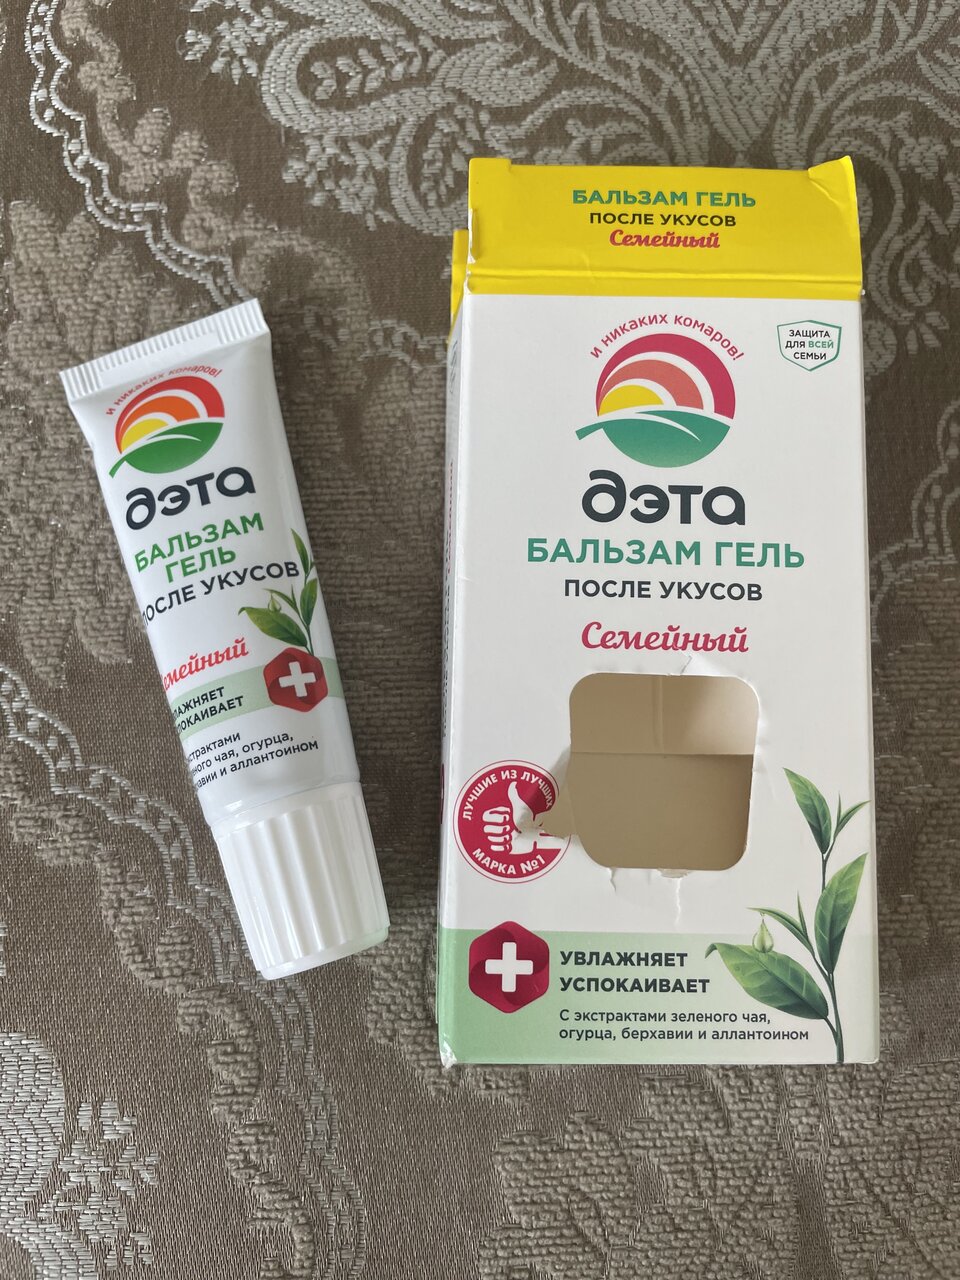 И НИКАКИХ КОМАРОВ!
дэта
БАЛЬЗАМ
ГЕЛЬ
ПОСЛЕ УКУСОВ
Семейный
УВЛАЖНЯЕТ
УСПОКАИВАЕТ
экстрактами
зеленого чая, огурца,
берхавии и аллантоином
БАЛЬЗАМ ГЕЛЬ
ПОСЛЕ УКУСОВ
Семейный
И НИКАКИХ КОМАРОВ!
ЗАЩИТА
ДЛЯ ВСЕЙ
СЕМЬИ
дэта
БАЛЬЗАМ ГЕЛЬ
ПОСЛЕ УКУСОВ
Семейный
ЛУЧШИЕ ИЗ ЛУЧШИХ
МАРКА №1
УВЛАЖНЯЕТ
УСПОКАИВАЕТ
С экстрактами зеленого чая,
огурца, берхавии и аллантоином